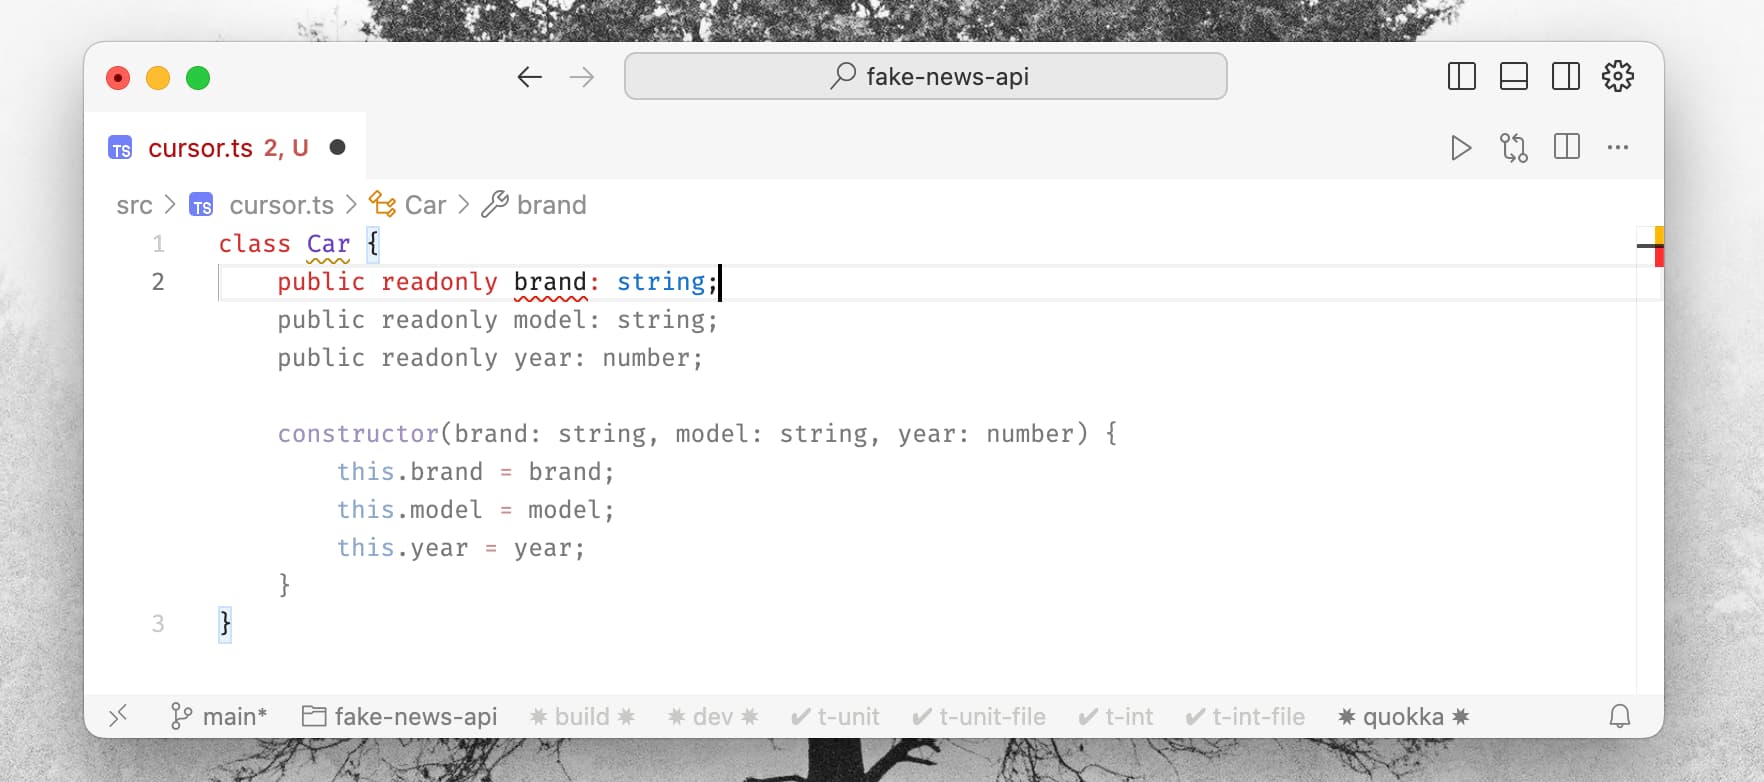 fake-news-api
TS cursor.ts 2, U
src > TS cursor.ts > Car > brand
1 class Car {
2 public readonly brand: string;
public readonly model: string;
public readonly year: number;
constructor(brand: string, model: string, year: number) {
this.brand = brand;
this.model = model;
this.year = year;
}
3 }
main* fake-news-api ✷ build ✷ ✷ dev ✷ ✔ t-unit ✔ t-unit-file ✔ t-int ✔ t-int-file ✷ quokka ✷